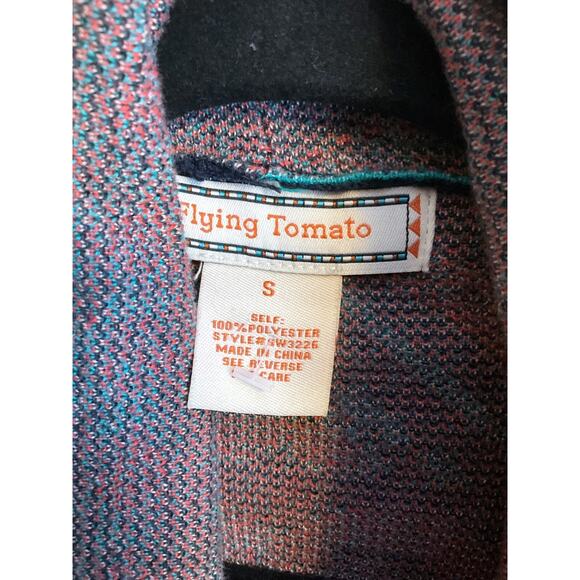 Flying Tomato
S
SELF:
100%POLYESTER
STYLE#SW3226
MADE IN CHINA
SEE REVERSE
CARE